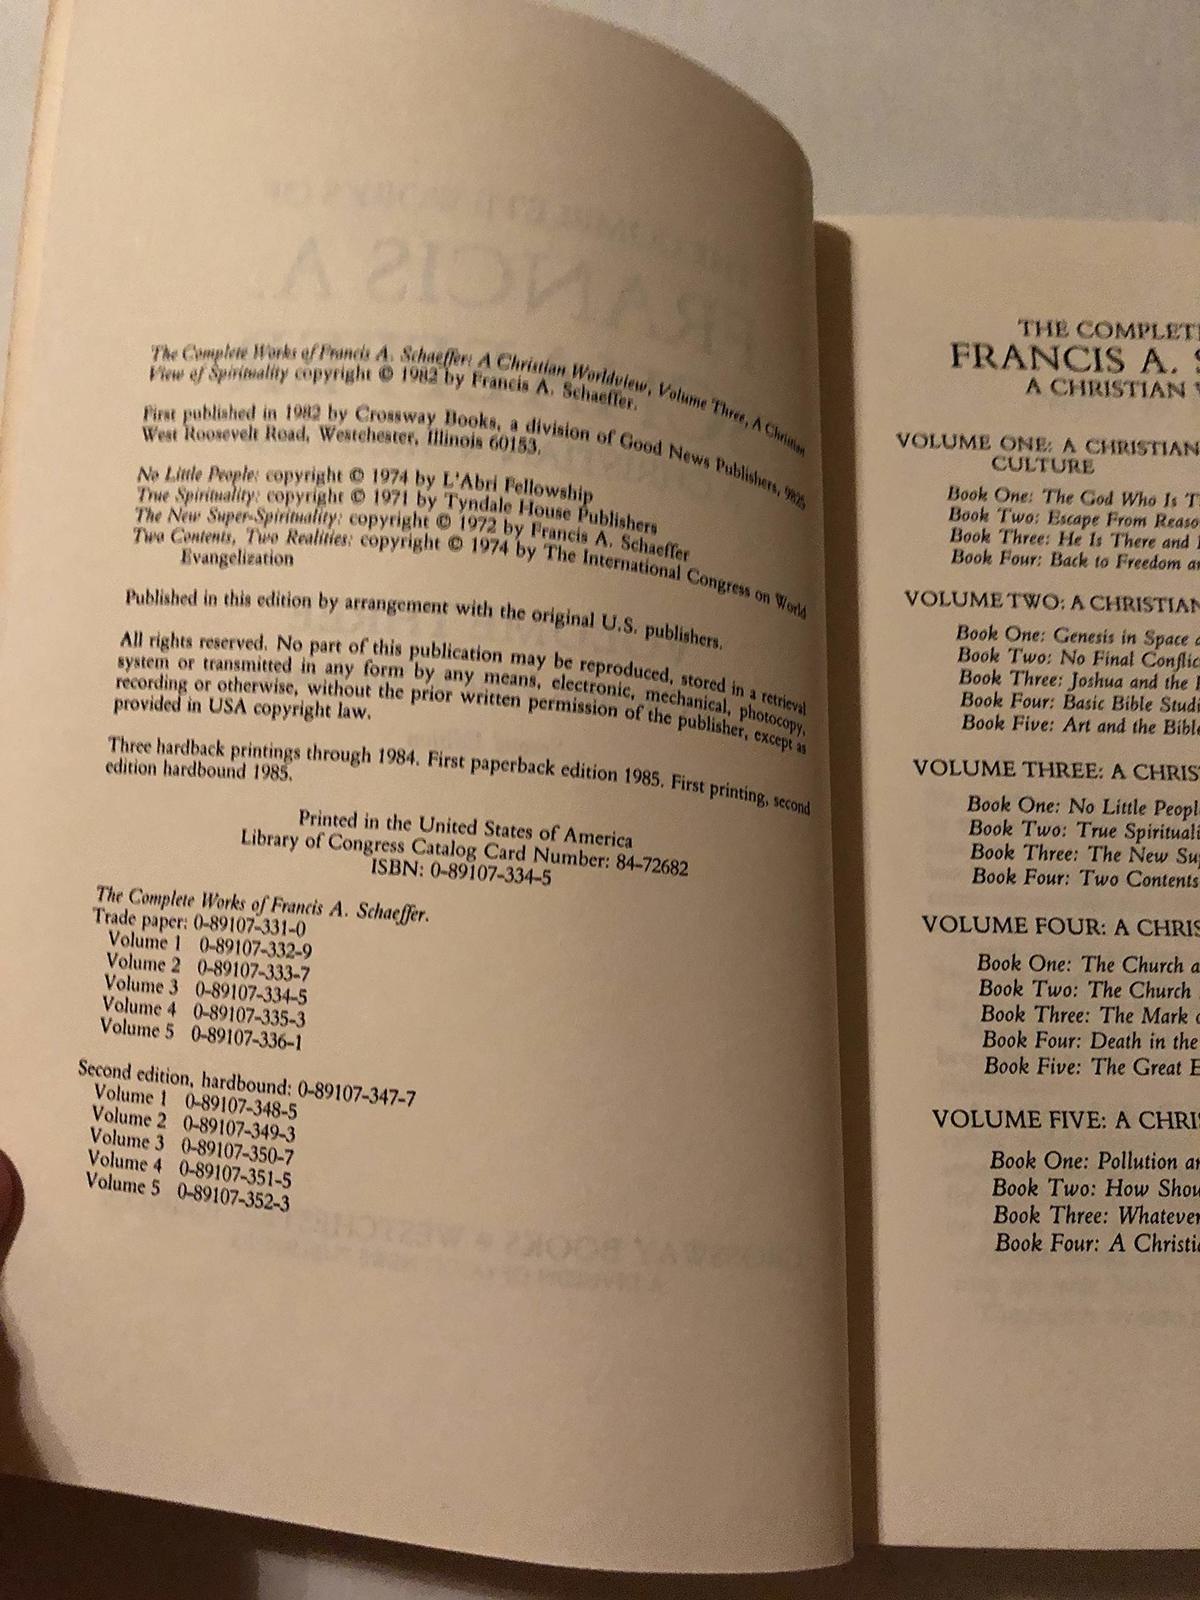 The Complete Works of Francis A. Schaeffer: A Christian Worldview, Volume Three, A Christian
View of Spirituality copyright © 1982 by Francis A. Schaeffer.
First published in 1982 by Crossway Books, a division of Good News Publishers, 9825
West Roosevelt Road, Westchester, Illinois 60153.
No Little People: copyright © 1974 by L'Abri Fellowship
True Spirituality: copyright © 1971 by Tyndale House Publishers
The New Super-Spirituality: copyright © 1972 by Francis A. Schaeffer
Two Contents, Two Realities: copyright © 1974 by The International Congress on World
Evangelization
Published in this edition by arrangement with the original U.S. publishers.
All rights reserved. No part of this publication may be reproduced, stored in a retrieval
system or transmitted in any form by any means, electronic, mechanical, photocopy,
recording or otherwise, without the prior written permission of the publisher, except as
provided in USA copyright law.
Three hardback printings through 1984. First paperback edition 1985. First printing, second
edition hardbound 1985.
Printed in the United States of America
Library of Congress Catalog Card Number: 84-72682
ISBN: 0-89107-334-5
The Complete Works of Francis A. Schaeffer.
Trade paper: 0-89107-331-0
Volume 1 0-89107-332-9
Volume 2 0-89107-333-7
Volume 3 0-89107-334-5
Volume 4 0-89107-335-3
Volume 5 0-89107-336-1
Second edition, hardbound: 0-89107-347-7
Volume 1 0-89107-348-5
Volume 2 0-89107-349-3
Volume 3 0-89107-350-7
Volume 4 0-89107-351-5
Volume 5 0-89107-352-3
THE COMPLET
FRANCIS A. S
A CHRISTIAN
VOLUME ONE: A CHRISTIAN
CULTURE
Book One: The God Who Is T
Book Two: Escape From Reaso
Book Three: He Is There and
Book Four: Back to Freedom a
VOLUME TWO: A CHRISTIAN
Book One: Genesis in Space
Book Two: No Final Conflic
Book Three: Joshua and the
Book Four: Basic Bible Studi
Book Five: Art and the Bible
VOLUME THREE: A CHRIS
Book One: No Little Peopl
Book Two: True Spirituali
Book Three: The New Su
Book Four: Two Contents
VOLUME FOUR: A CHRIS
Book One: The Church a
Book Two: The Church
Book Three: The Mark
Book Four: Death in the
Book Five: The Great E
VOLUME FIVE: A CHRIS
Book One: Pollution a
Book Two: How Shou
Book Three: Whatever
Book Four: A Christia